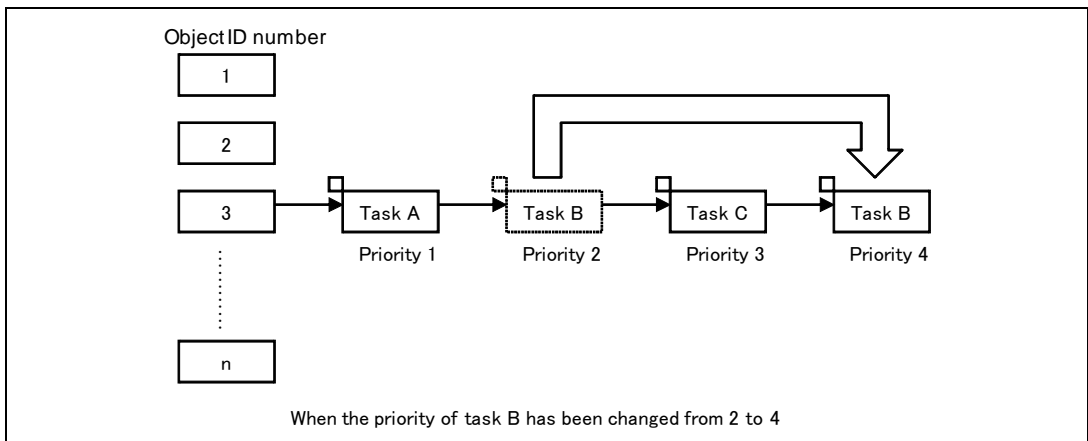 Object ID number
1
2
3
Task A
Task B
Task C
Task B
Priority 1
Priority 2
Priority 3
Priority 4
n
When the priority of task B has been changed from 2 to 4